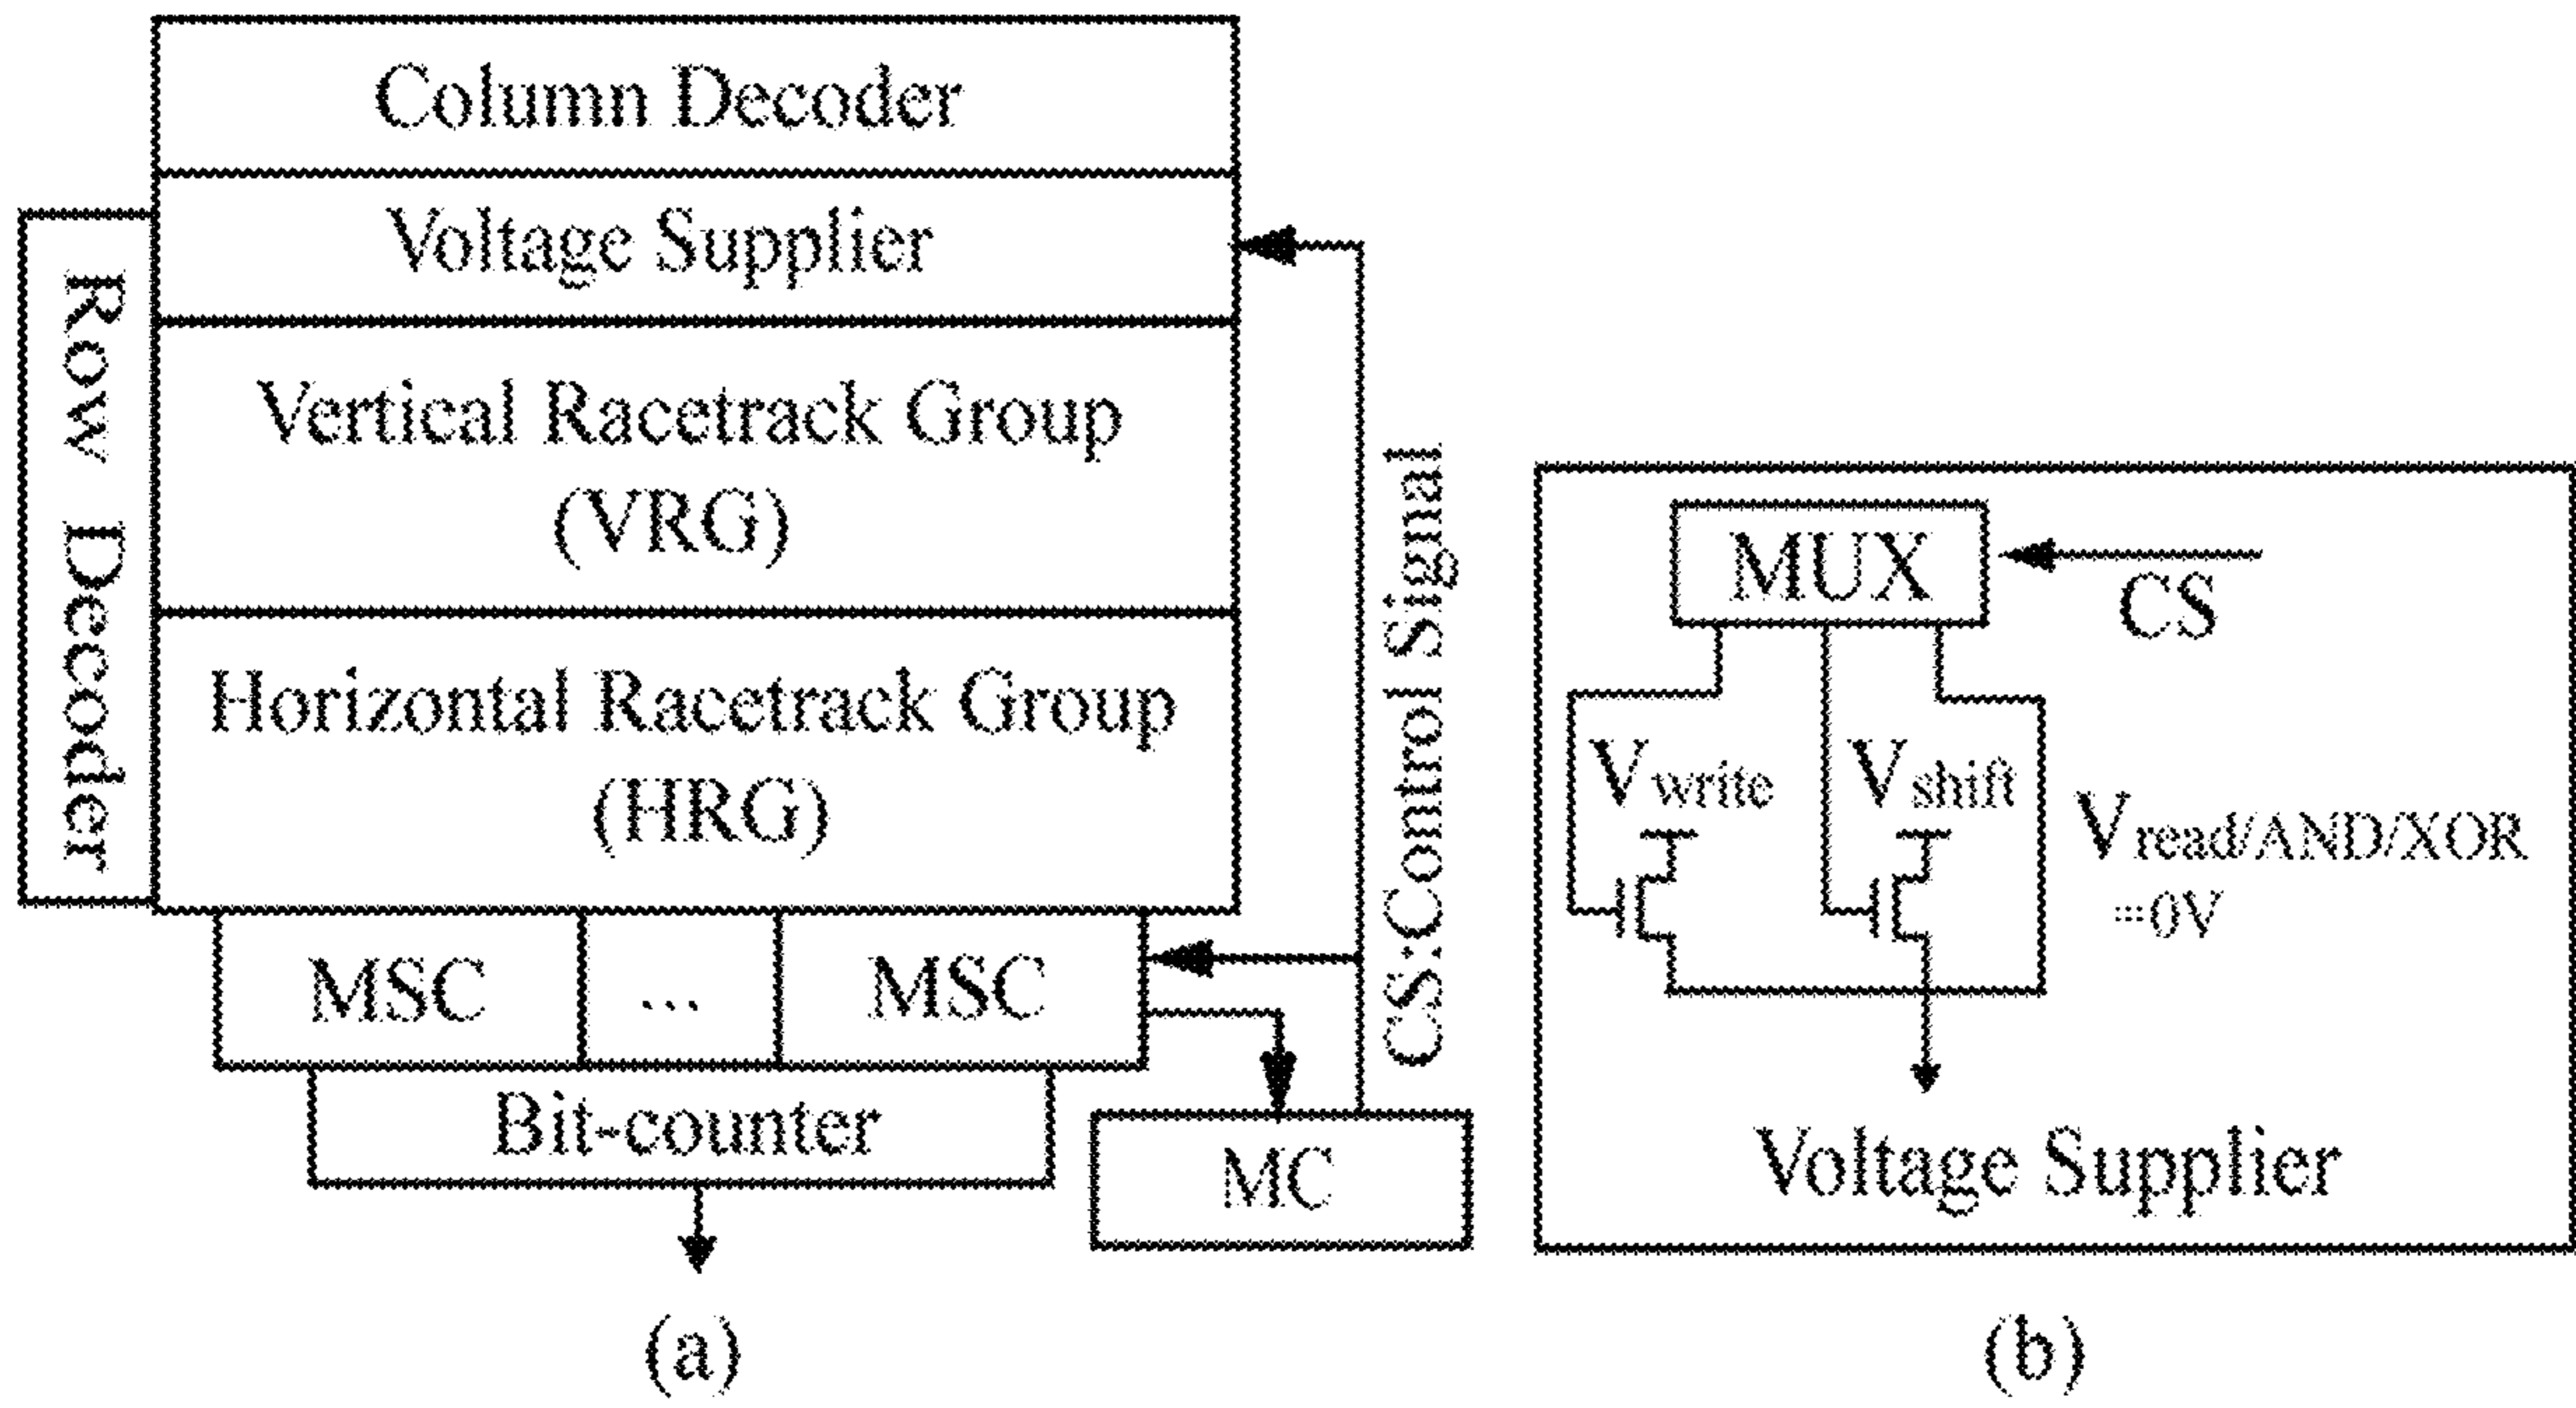 Column Decoder
Voltage Supplier
Row Decoder
Vertical Racetrack Group
(VRG)
Horizontal Racetrack Group
(HRG)
MSC
...
MSC
Bit-counter
MC
CS:Control Signal
(a)
MUX
CS
Vwrite
Vshift
Vread/AND/XOR
=0V
Voltage Supplier
(b)